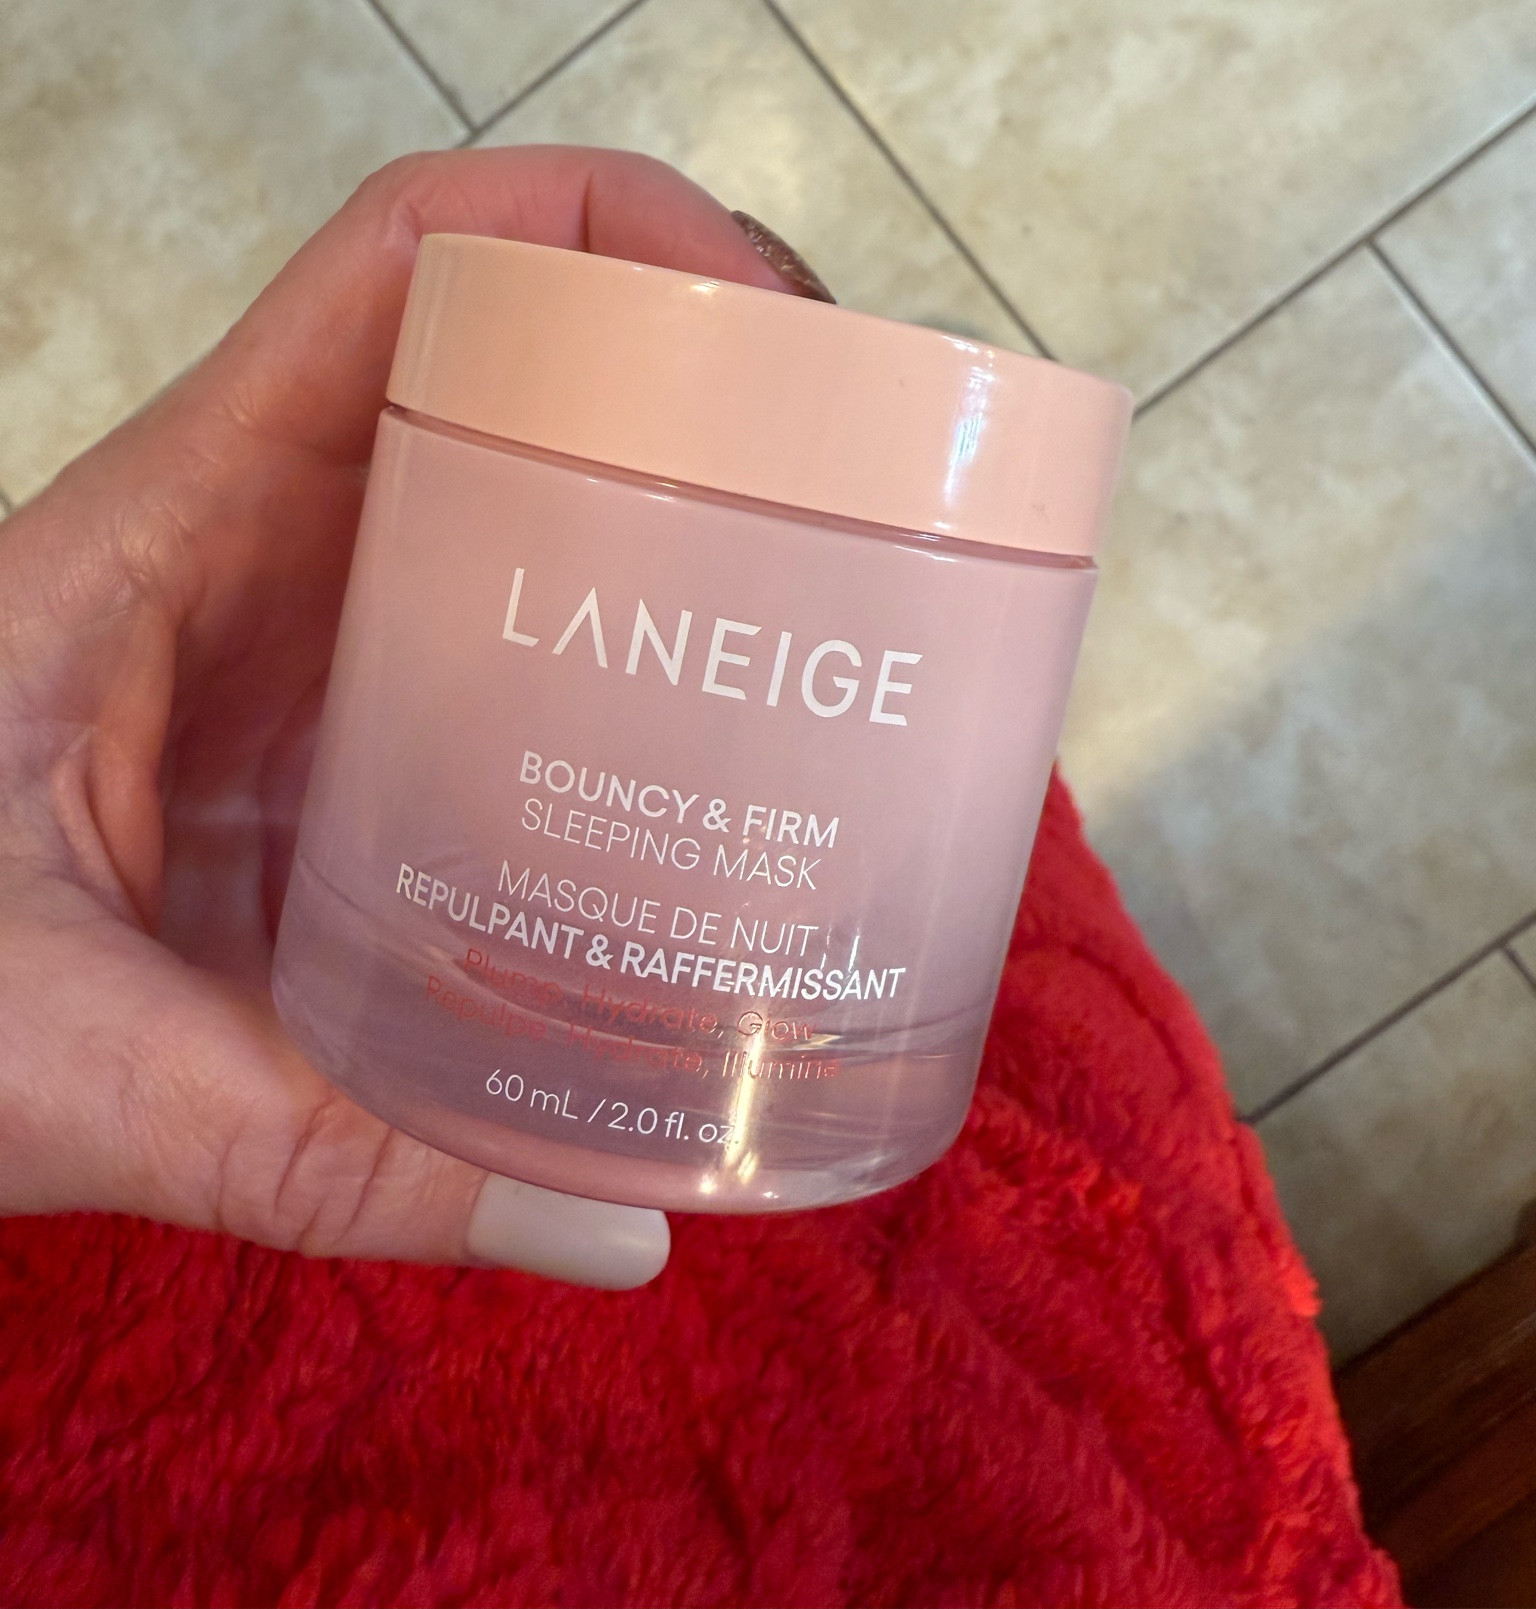 LANEIGE
BOUNCY & FIRM
SLEEPING MASK
MASQUE DE NUIT
REPULPANT & RAFFERMISSANT
Plump, Hydrate, Glow
Repulpe, Hydrate, Illumine
60 mL / 2.0 fl. oz.